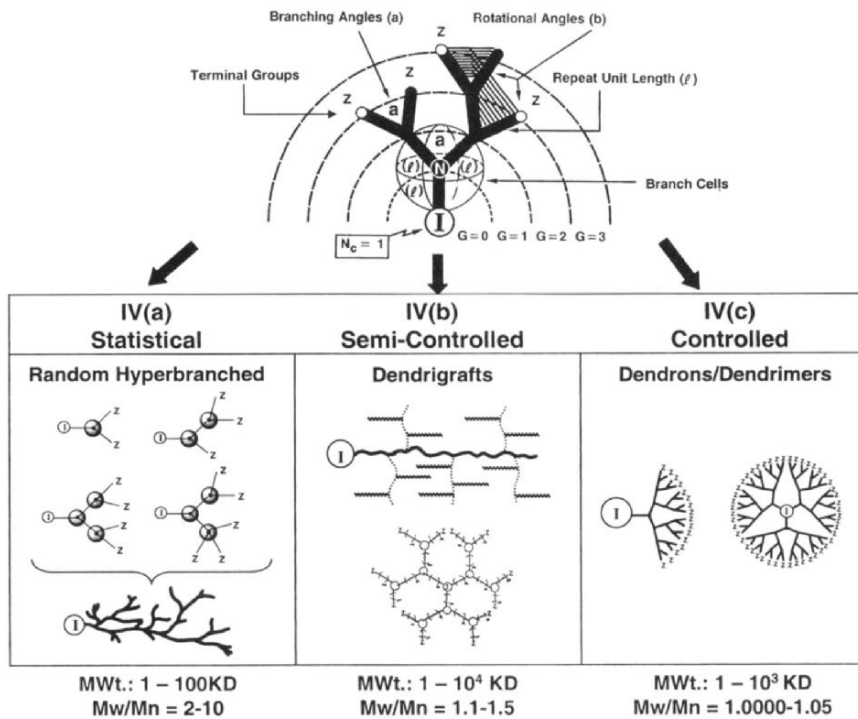 Branching Angles (a)
Rotational Angles (b)
Z
Terminal Groups
Z
Repeat Unit Length (ℓ)
Z
Z
a
a
(ℓ)
N
(ℓ)
(ℓ)
Branch Cells
I
N_c = 1
G=0 G=1 G=2 G=3
IV(a)
Statistical
IV(b)
Semi-Controlled
IV(c)
Controlled
Random Hyperbranched
Dendrigrafts
Dendrons/Dendrimers
I
Z
Z
I
Z
Z
Z
I
Z
Z
Z
Z
I
Z
Z
Z
Z
I
I
I
I
MWt.: 1 – 100KD
Mw/Mn = 2-10
MWt.: 1 – 10⁴ KD
Mw/Mn = 1.1-1.5
MWt.: 1 – 10³ KD
Mw/Mn = 1.0000-1.05